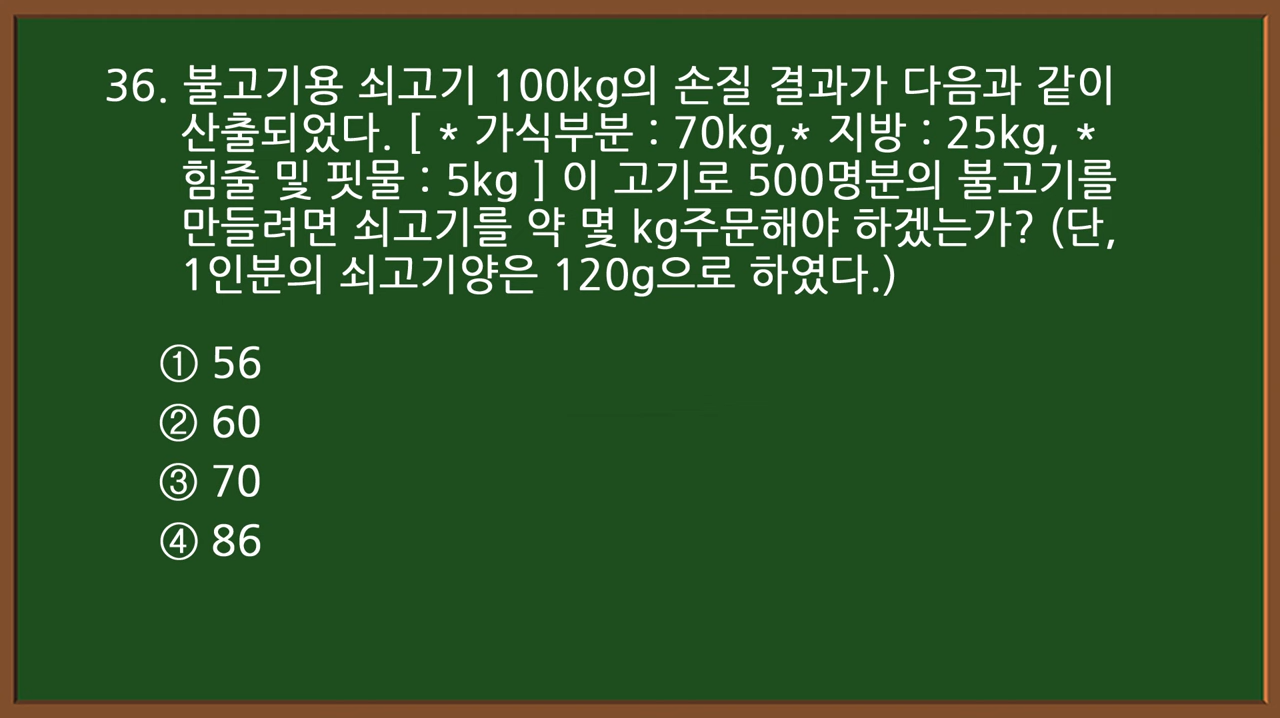 36. 불고기용 쇠고기 100kg의 손질 결과가 다음과 같이
산출되었다. [ * 가식부분 : 70kg,* 지방 : 25kg, *
힘줄 및 핏물 : 5kg ] 이 고기로 500명분의 불고기를
만들려면 쇠고기를 약 몇 kg주문해야 하겠는가? (단,
1인분의 쇠고기양은 120g으로 하였다.)
① 56
② 60
③ 70
④ 86